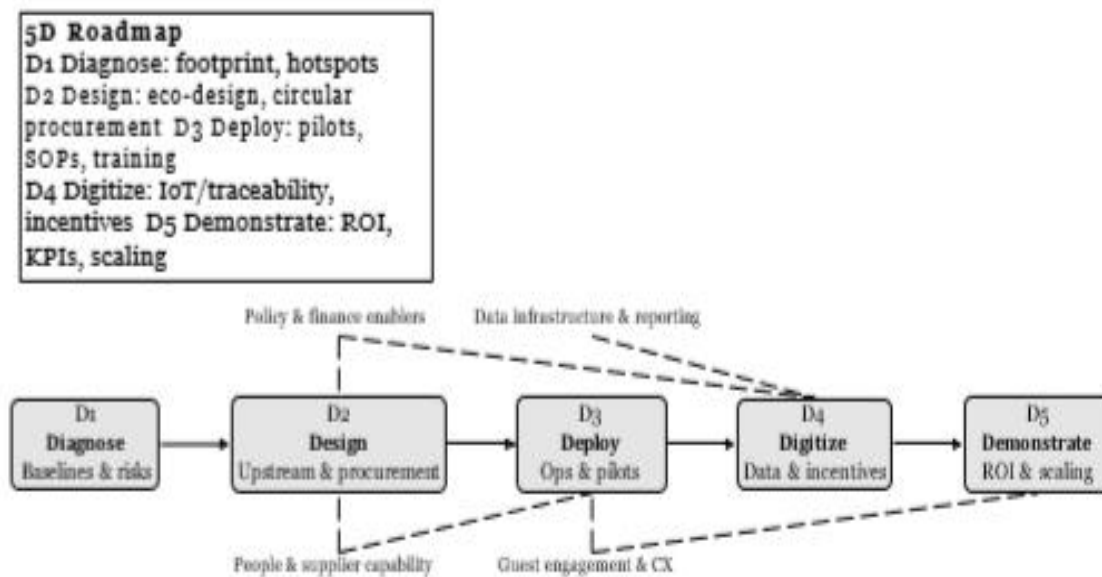 5D Roadmap
D1 Diagnose: footprint, hotspots
D2 Design: eco-design, circular
procurement D3 Deploy: pilots,
SOPs, training
D4 Digitize: IoT/traceability,
incentives D5 Demonstrate: ROI,
KPIs, scaling
Policy & finance enablers
Data infrastructure & reporting
D1
Diagnose
Baselines & risks
D2
Design
Upstream & procurement
D3
Deploy
Ops & pilots
D4
Digitize
Data & incentives
D5
Demonstrate
ROI & scaling
People & supplier capability
Guest engagement & CX